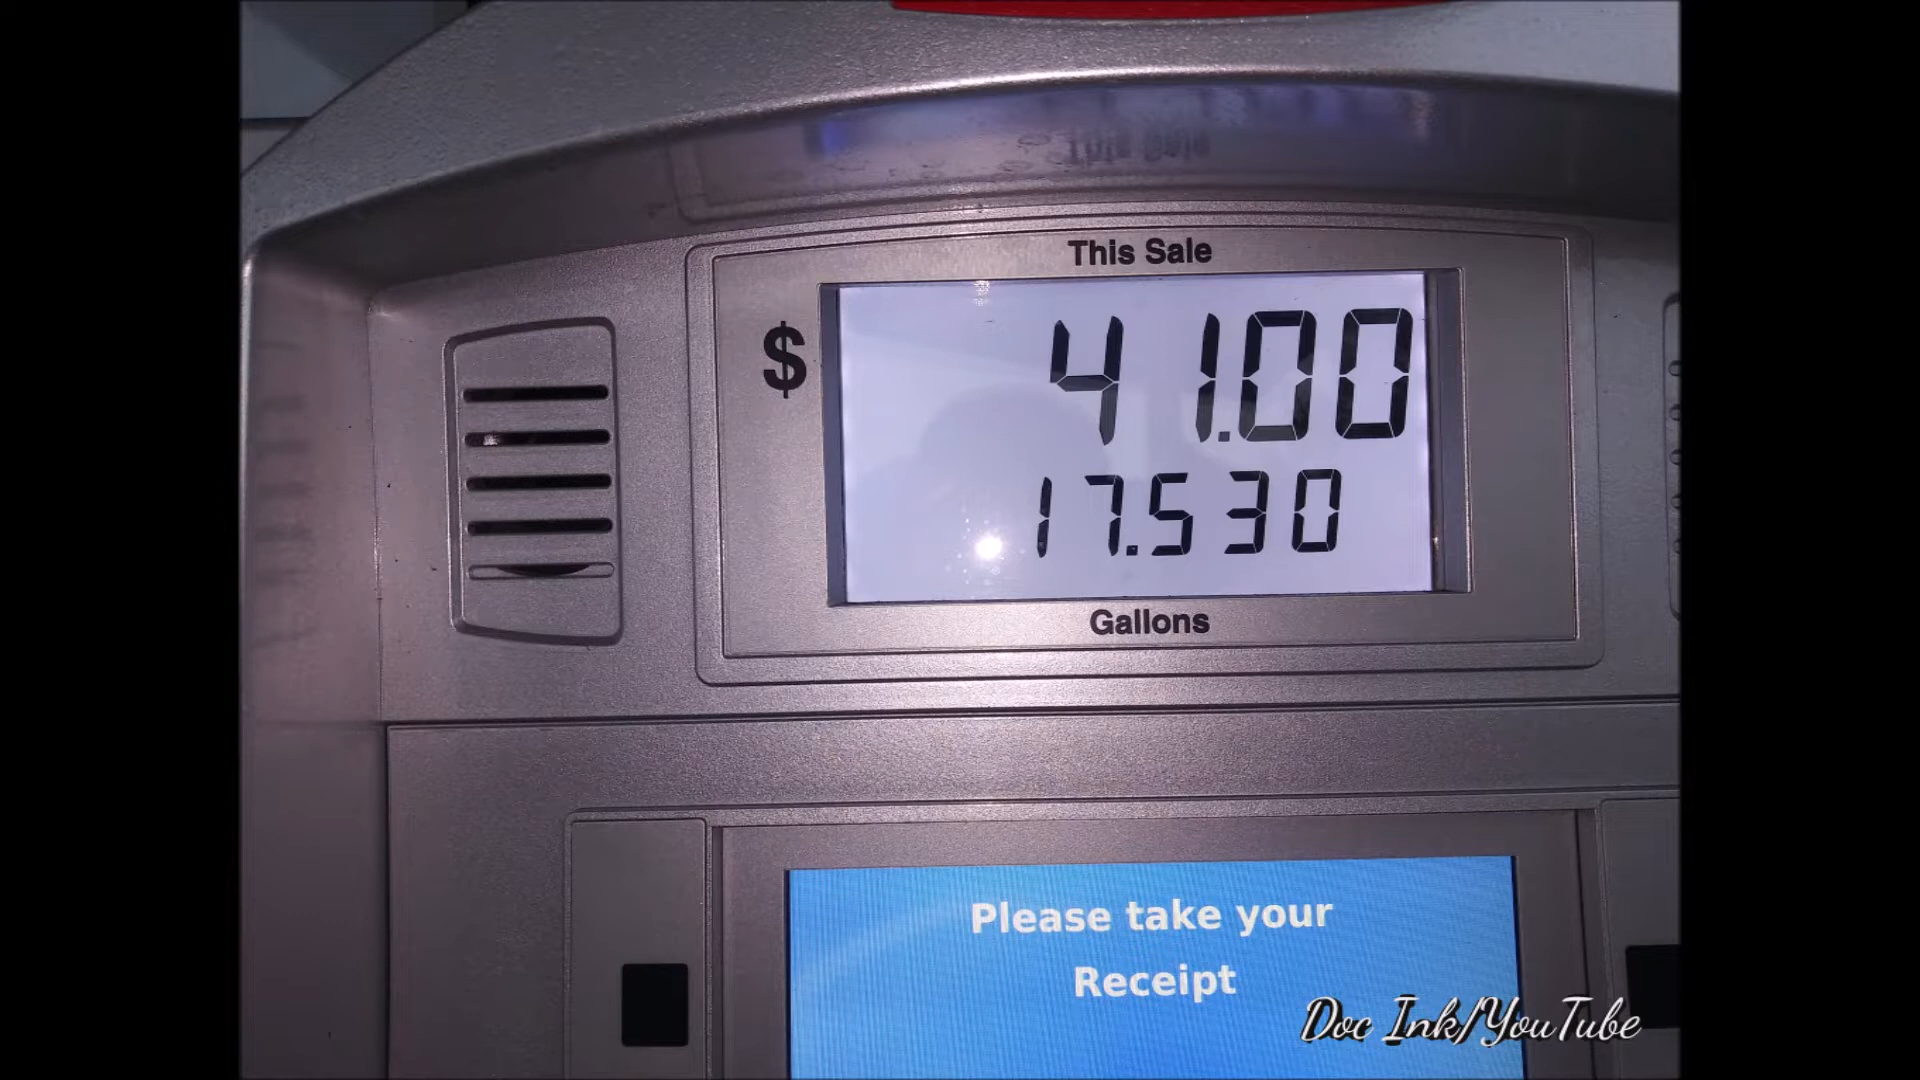 This Sale
$ 41.00
17.530
Gallons
Please take your
Receipt
Doc Ink/YouTube